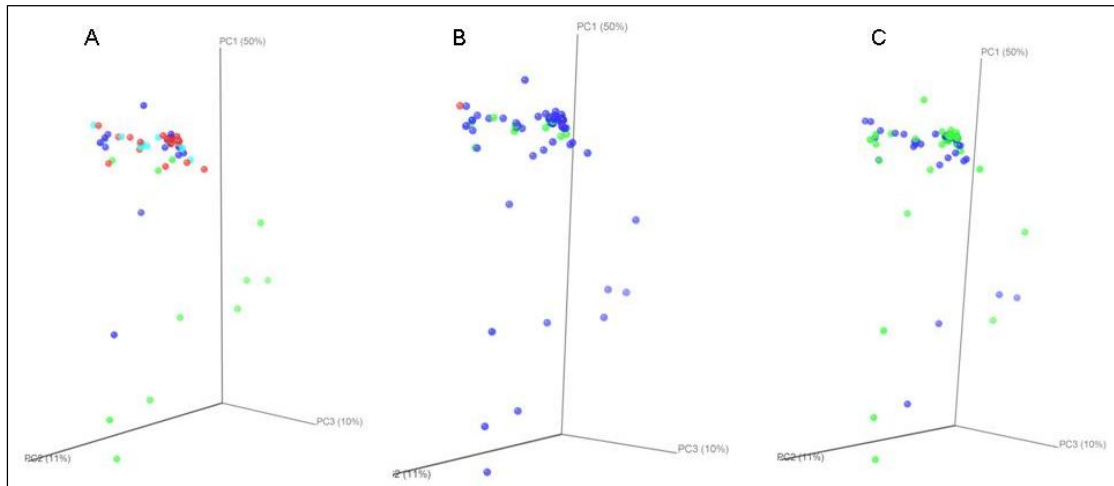 A
PC1 (50%)
PC3 (10%)
PC2 (11%)
B
PC1 (50%)
PC3 (10%)
2 (11%)
C
PC1 (50%)
PC3 (10%)
PC2 (11%)